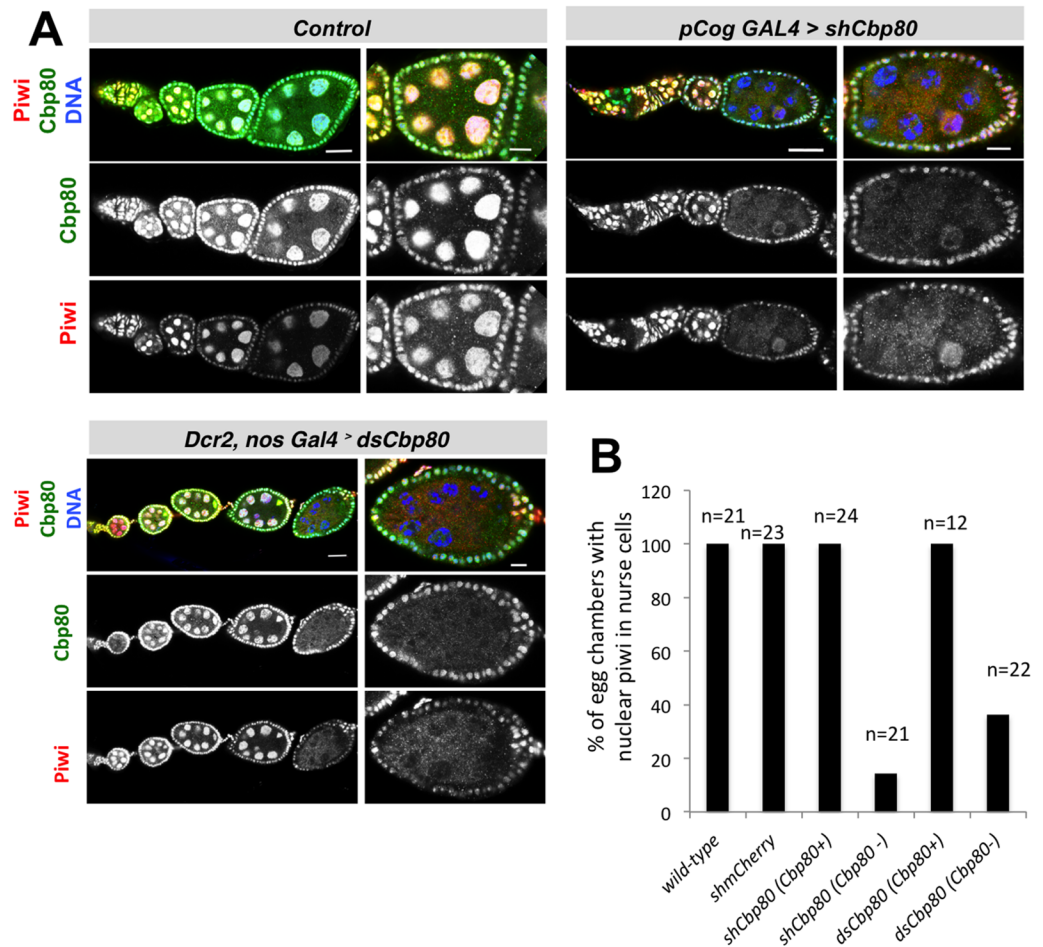 A
Control
pCog GAL4 > shCbp80
Piwi
Cbp80
DNA
Cbp80
Piwi
Dcr2, nos Gal4 > dsCbp80
Piwi
Cbp80
DNA
Cbp80
Piwi
B
% of egg chambers with
nuclear piwi in nurse cells
120
100
80
60
40
20
0
n=21
n=23
n=24
n=21
n=12
n=22
wild-type
shmCherry
shCbp80 (Cbp80+)
shCbp80 (Cbp80 -)
dsCbp80 (Cbp80+)
dsCbp80 (Cbp80-)